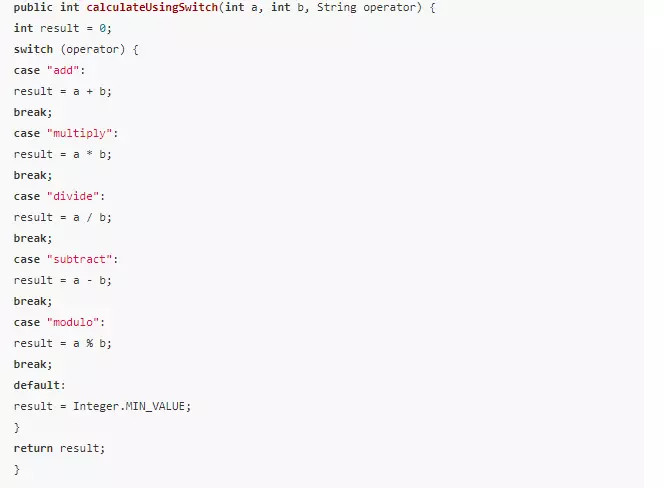 public int calculateUsingSwitch(int a, int b, String operator) {
int result = 0;
switch (operator) {
case "add":
result = a + b;
break;
case "multiply":
result = a * b;
break;
case "divide":
result = a / b;
break;
case "subtract":
result = a - b;
break;
case "modulo":
result = a % b;
break;
default:
result = Integer.MIN_VALUE;
}
return result;
}